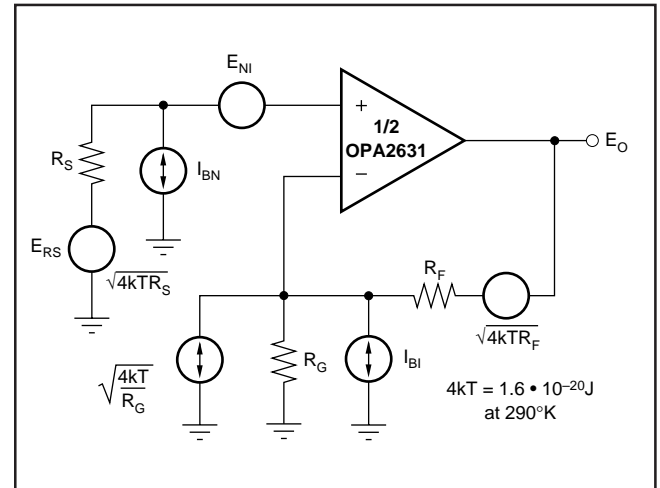 E_NI
+
1/2
OPA2631
−
E_O
R_S
I_BN
E_RS
√4kTR_S
R_F
√4kTR_F
√4kT/R_G
R_G
I_BI
4kT = 1.6 • 10^–20J
at 290°K